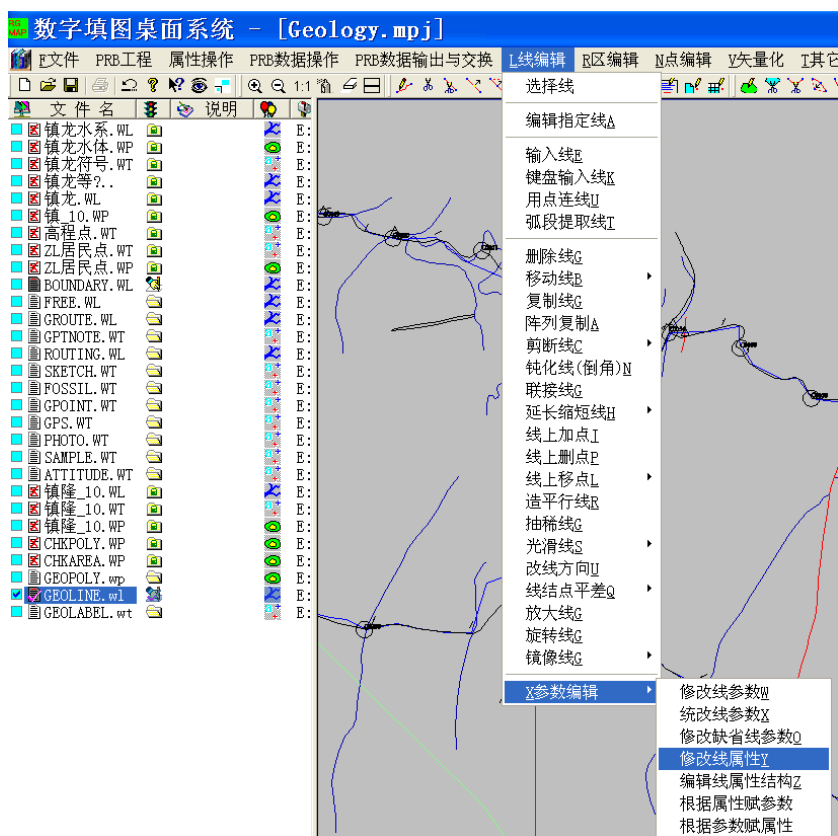 RG MAP 数字填图桌面系统 - [Geology.mpj]
F文件 PRB工程 属性操作 PRB数据操作 PRB数据输出与交换 L线编辑 R区编辑 N点编辑 V矢量化 T其它
1:1
文 件 名 说明
镇龙水系.WL E:
镇龙水体.WP E:
镇龙符号.WT E:
镇龙等?.. E:
镇龙.WL E:
镇_10.WP E:
高程点.WT E:
ZL居民点.WT E:
ZL居民点.WP E:
BOUNDARY.WL E:
FREE.WL E:
GROUTE.WL E:
GPTNOTE.WT E:
ROUTING.WL E:
SKETCH.WT E:
FOSSIL.WT E:
GPOINT.WT E:
GPS.WT E:
PHOTO.WT E:
SAMPLE.WT E:
ATTITUDE.WT E:
镇隆_10.WL E:
镇隆_10.WT E:
镇隆_10.WP E:
CHKPOLY.WP E:
CHKAREA.WP E:
GEOPOLY.wp E:
GEOLINE.wl E:
GEOLABEL.wt E:
选择线
编辑指定线A
输入线E
键盘输入线K
用点连线U
弧段提取线T
删除线G
移动线B
复制线G
阵列复制A
剪断线C
钝化线(倒角)N
联接线G
延长缩短线H
线上加点I
线上删点P
线上移点L
造平行线R
抽稀线G
光滑线S
改线方向U
线结点平差Q
放大线G
旋转线G
镜像线G
X参数编辑
修改线参数W
统改线参数X
修改缺省线参数O
修改线属性Y
编辑线属性结构Z
根据属性赋参数
根据参数赋属性